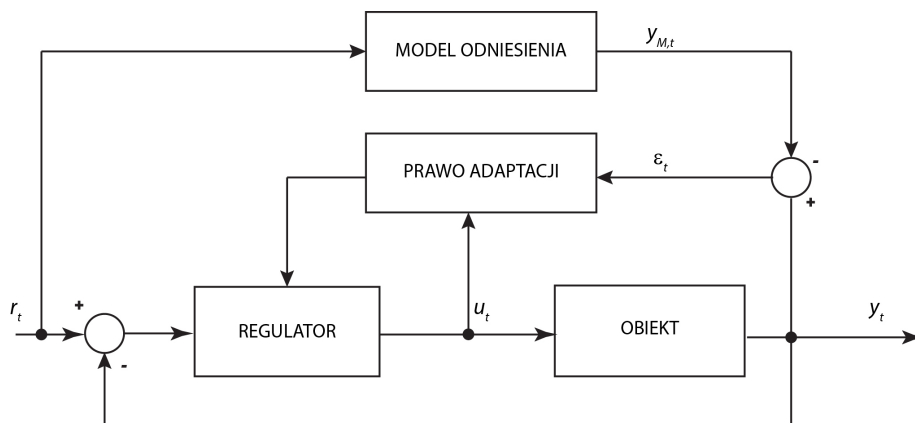 MODEL ODNIESIENIA
y_{M,t}
-
PRAWO ADAPTACJI
ε_t
+
r_t
+
-
REGULATOR
u_t
OBIEKT
y_t